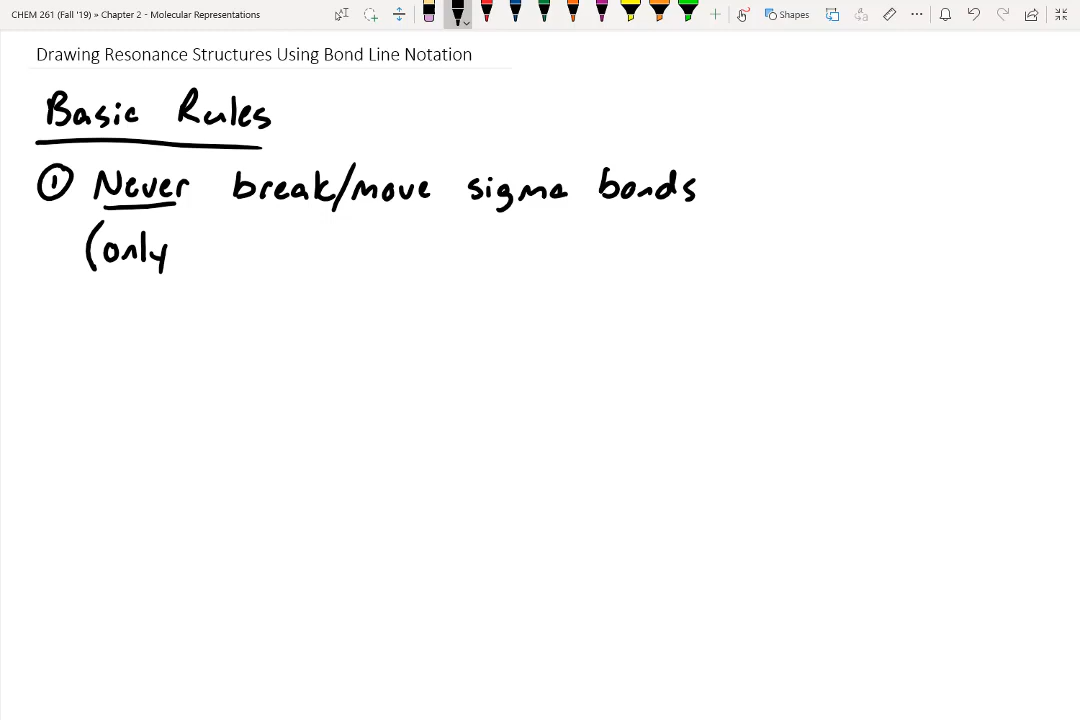 CHEM 261 (Fall '19) » Chapter 2 - Molecular Representations
Shapes
Drawing Resonance Structures Using Bond Line Notation
Basic Rules
① Never break/move sigma bonds
(only